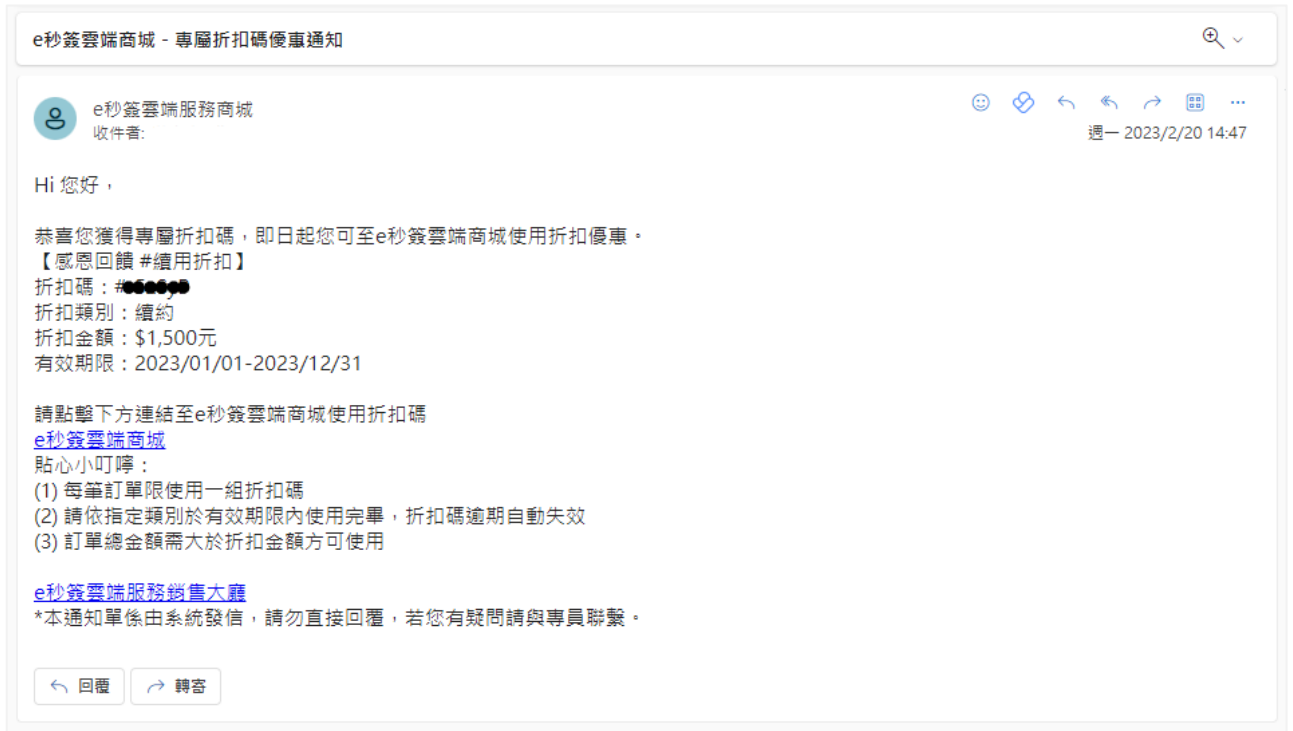 e秒簽雲端商城 - 專屬折扣碼優惠通知
e秒簽雲端服務商城
收件者:
週一 2023/2/20 14:47
Hi 您好，
恭喜您獲得專屬折扣碼，即日起您可至e秒簽雲端商城使用折扣優惠。
【感恩回饋 #續用折扣】
折扣碼：#
折扣類別：續約
折扣金額：$1,500元
有效期限：2023/01/01-2023/12/31
請點擊下方連結至e秒簽雲端商城使用折扣碼
e秒簽雲端商城
貼心小叮嚀：
(1) 每筆訂單限使用一組折扣碼
(2) 請依指定類別於有效期限內使用完畢，折扣碼逾期自動失效
(3) 訂單總金額需大於折扣金額方可使用
e秒簽雲端服務銷售大廳
*本通知單係由系統發信，請勿直接回覆，若您有疑問請與專員聯繫。
回覆
轉寄